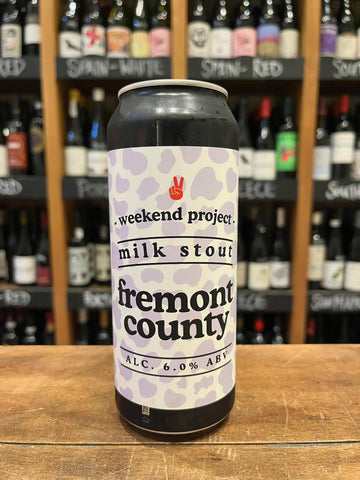 SPAIN-WHITE
SPAIN-RED
- weekend project -
milk stout
fremont
county
ALC. 6.0% ABV